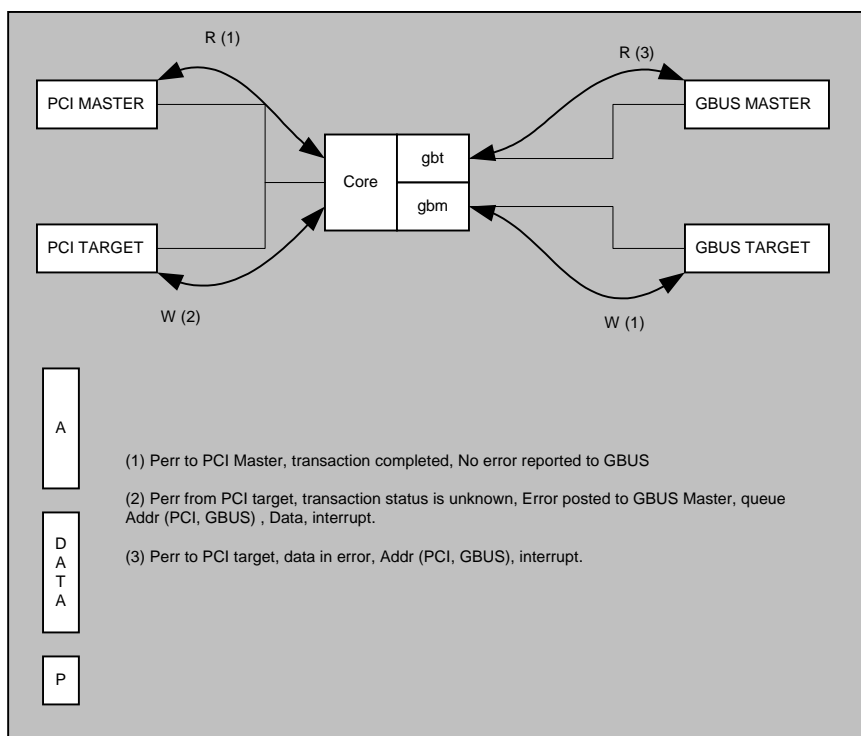 R (1)
R (3)
PCI MASTER
GBUS MASTER
Core
gbt
gbm
PCI TARGET
GBUS TARGET
W (2)
W (1)
A
(1) Perr to PCI Master, transaction completed, No error reported to GBUS
(2) Perr from PCI target, transaction status is unknown, Error posted to GBUS Master, queue
Addr (PCI, GBUS) , Data, interrupt.
D
A
T
A
(3) Perr to PCI target, data in error, Addr (PCI, GBUS), interrupt.
P